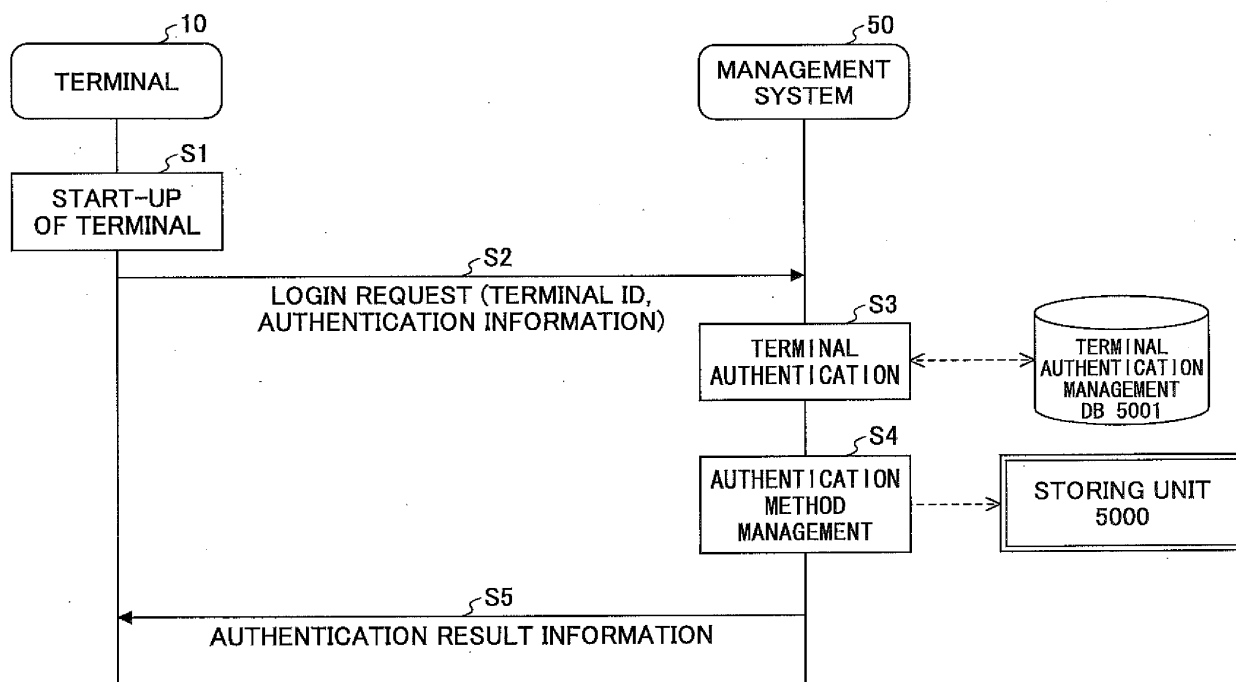 10
TERMINAL
50
MANAGEMENT
SYSTEM
S1
START-UP
OF TERMINAL
S2
LOGIN REQUEST (TERMINAL ID,
AUTHENTICATION INFORMATION)
S3
TERMINAL
AUTHENTICATION
TERMINAL
AUTHENTICATION
MANAGEMENT
DB 5001
S4
AUTHENTICATION
METHOD
MANAGEMENT
STORING UNIT
5000
S5
AUTHENTICATION RESULT INFORMATION